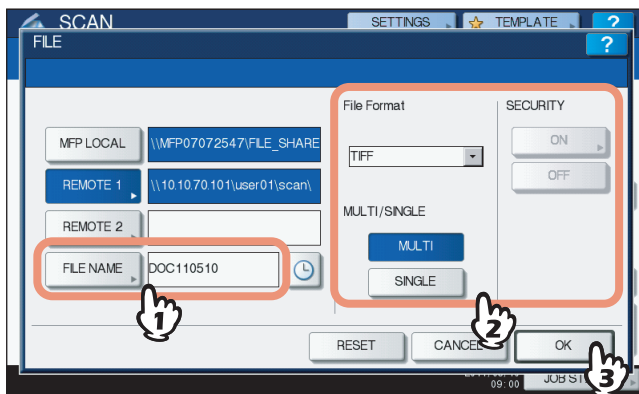 SCAN
SETTINGS
TEMPLATE
?
FILE
?
File Format
SECURITY
MFP LOCAL
\\MFP07072547\FILE_SHARE
TIFF
ON
REMOTE 1
\\10.10.70.101\user01\scan\
OFF
REMOTE 2
MULTI/SINGLE
MULTI
FILE NAME
DOC110510
SINGLE
1
2
RESET
CANCEL
OK
3
09:00
JOB ST